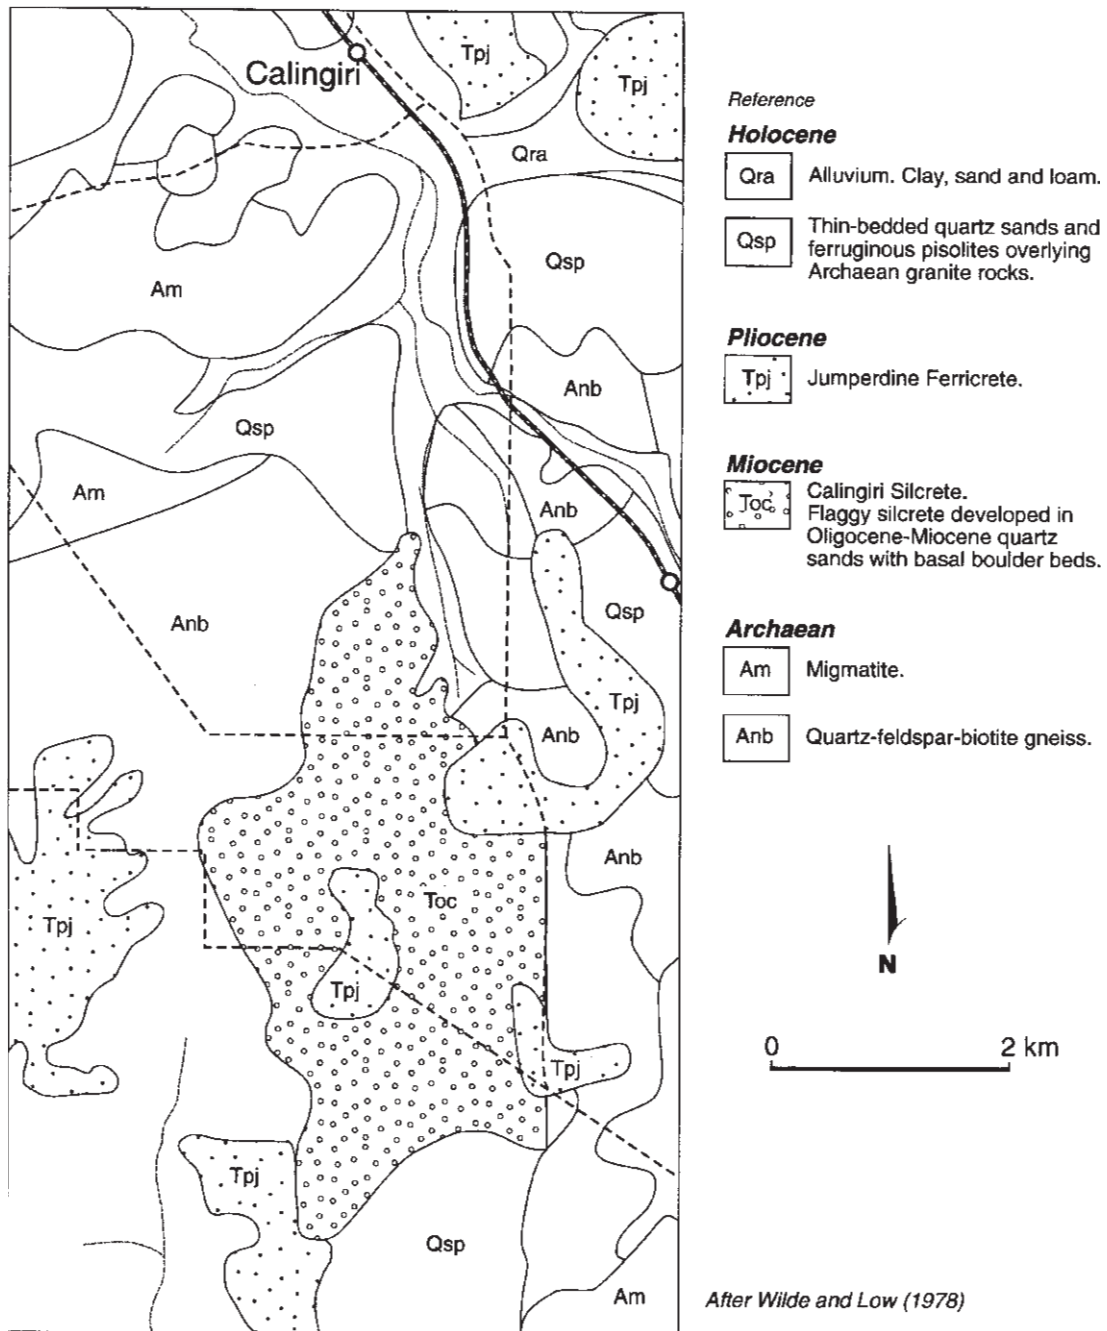 Calingiri
Tpj
Tpj
Qra
Qsp
Am
Anb
Qsp
Am
Anb
Anb
Qsp
Tpj
Anb
Anb
Toc
Tpj
Tpj
Tpj
Tpj
Qsp
Am
Reference
Holocene
Qra Alluvium. Clay, sand and loam.
Qsp Thin-bedded quartz sands and
ferruginous pisolites overlying
Archaean granite rocks.
Pliocene
Tpj Jumperdine Ferricrete.
Miocene
Toc Calingiri Silcrete.
Flaggy silcrete developed in
Oligocene-Miocene quartz
sands with basal boulder beds.
Archaean
Am Migmatite.
Anb Quartz-feldspar-biotite gneiss.
N
0 2 km
After Wilde and Low (1978)